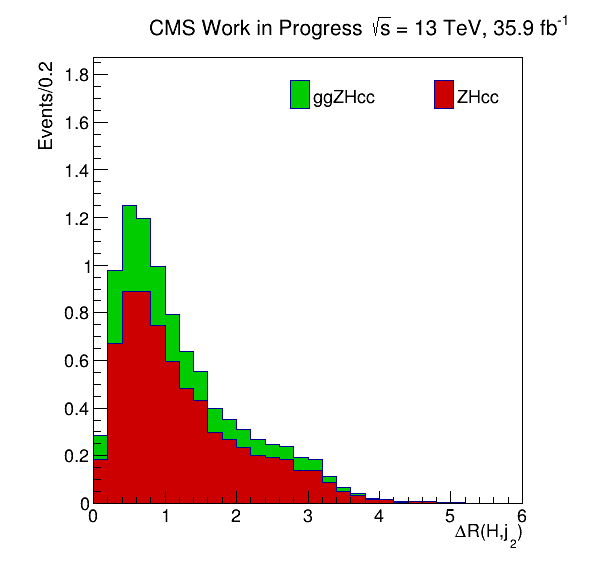 CMS Work in Progress √s = 13 TeV, 35.9 fb⁻¹
Events/0.2
ggZHcc ZHcc
1.8
1.6
1.4
1.2
1
0.8
0.6
0.4
0.2
0
0 1 2 3 4 5 6
ΔR(H,j₂)